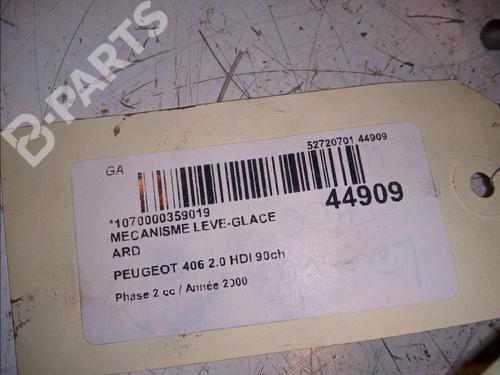 B-PARTS
GA
52720701 44909
*1070000359019
44909
MECANISME LEVE-GLACE
ARD
PEUGEOT 406 2.0 HDI 90ch
Phase 2 cc / Année 2000